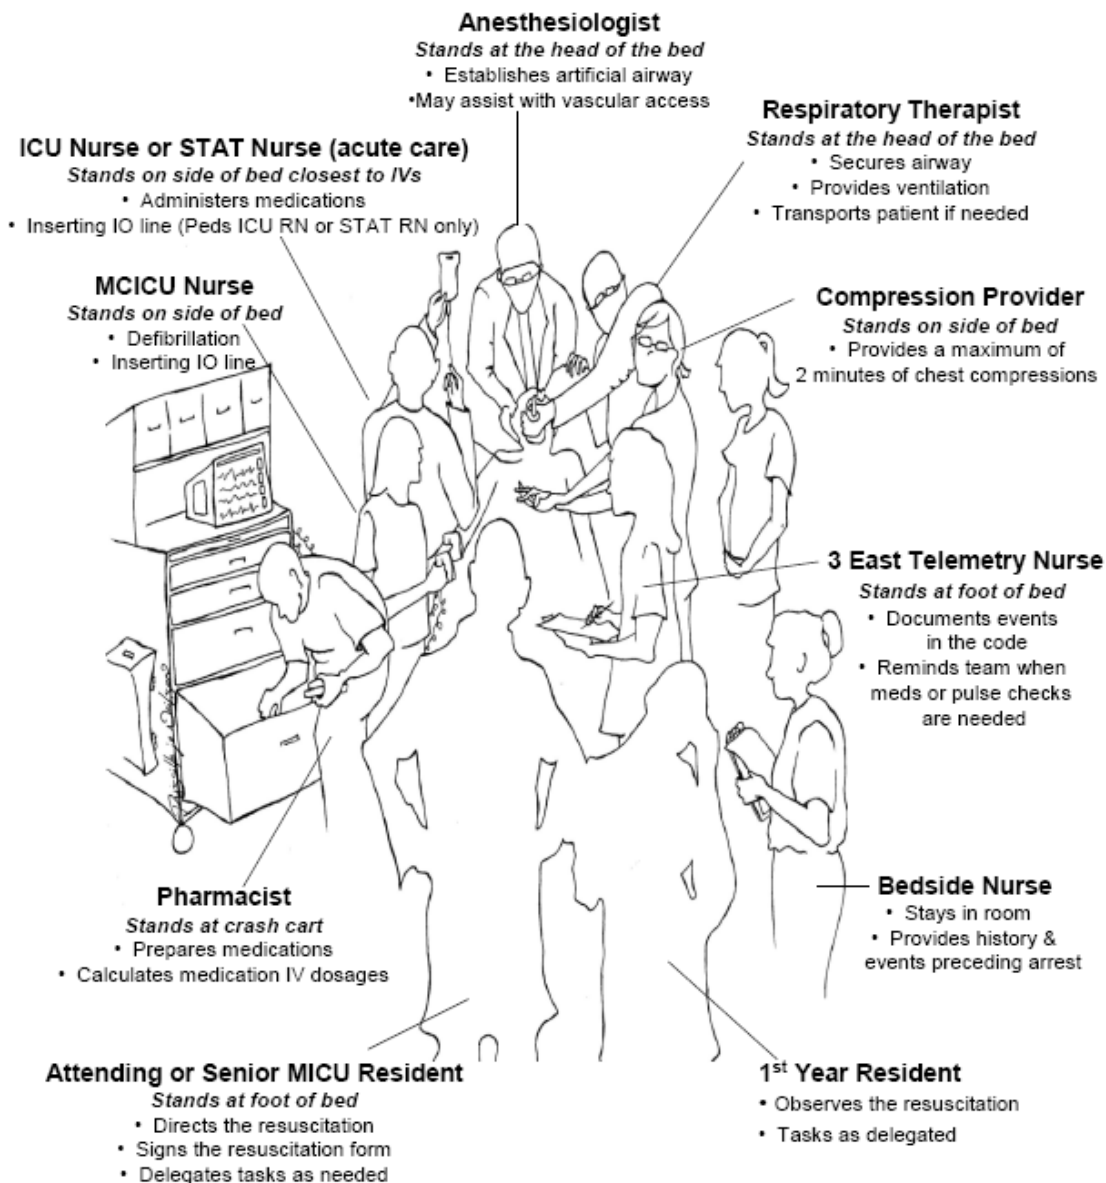 Anesthesiologist
Stands at the head of the bed
• Establishes artificial airway
•May assist with vascular access
Respiratory Therapist
Stands at the head of the bed
• Secures airway
• Provides ventilation
• Transports patient if needed
ICU Nurse or STAT Nurse (acute care)
Stands on side of bed closest to IVs
• Administers medications
• Inserting IO line (Peds ICU RN or STAT RN only)
MCICU Nurse
Stands on side of bed
• Defibrillation
• Inserting IO line
Compression Provider
Stands on side of bed
• Provides a maximum of
2 minutes of chest compressions
3 East Telemetry Nurse
Stands at foot of bed
• Documents events
in the code
• Reminds team when
meds or pulse checks
are needed
Pharmacist
Stands at crash cart
• Prepares medications
• Calculates medication IV dosages
Bedside Nurse
• Stays in room
• Provides history &
events preceding arrest
Attending or Senior MICU Resident
Stands at foot of bed
• Directs the resuscitation
• Signs the resuscitation form
• Delegates tasks as needed
1st Year Resident
• Observes the resuscitation
• Tasks as delegated